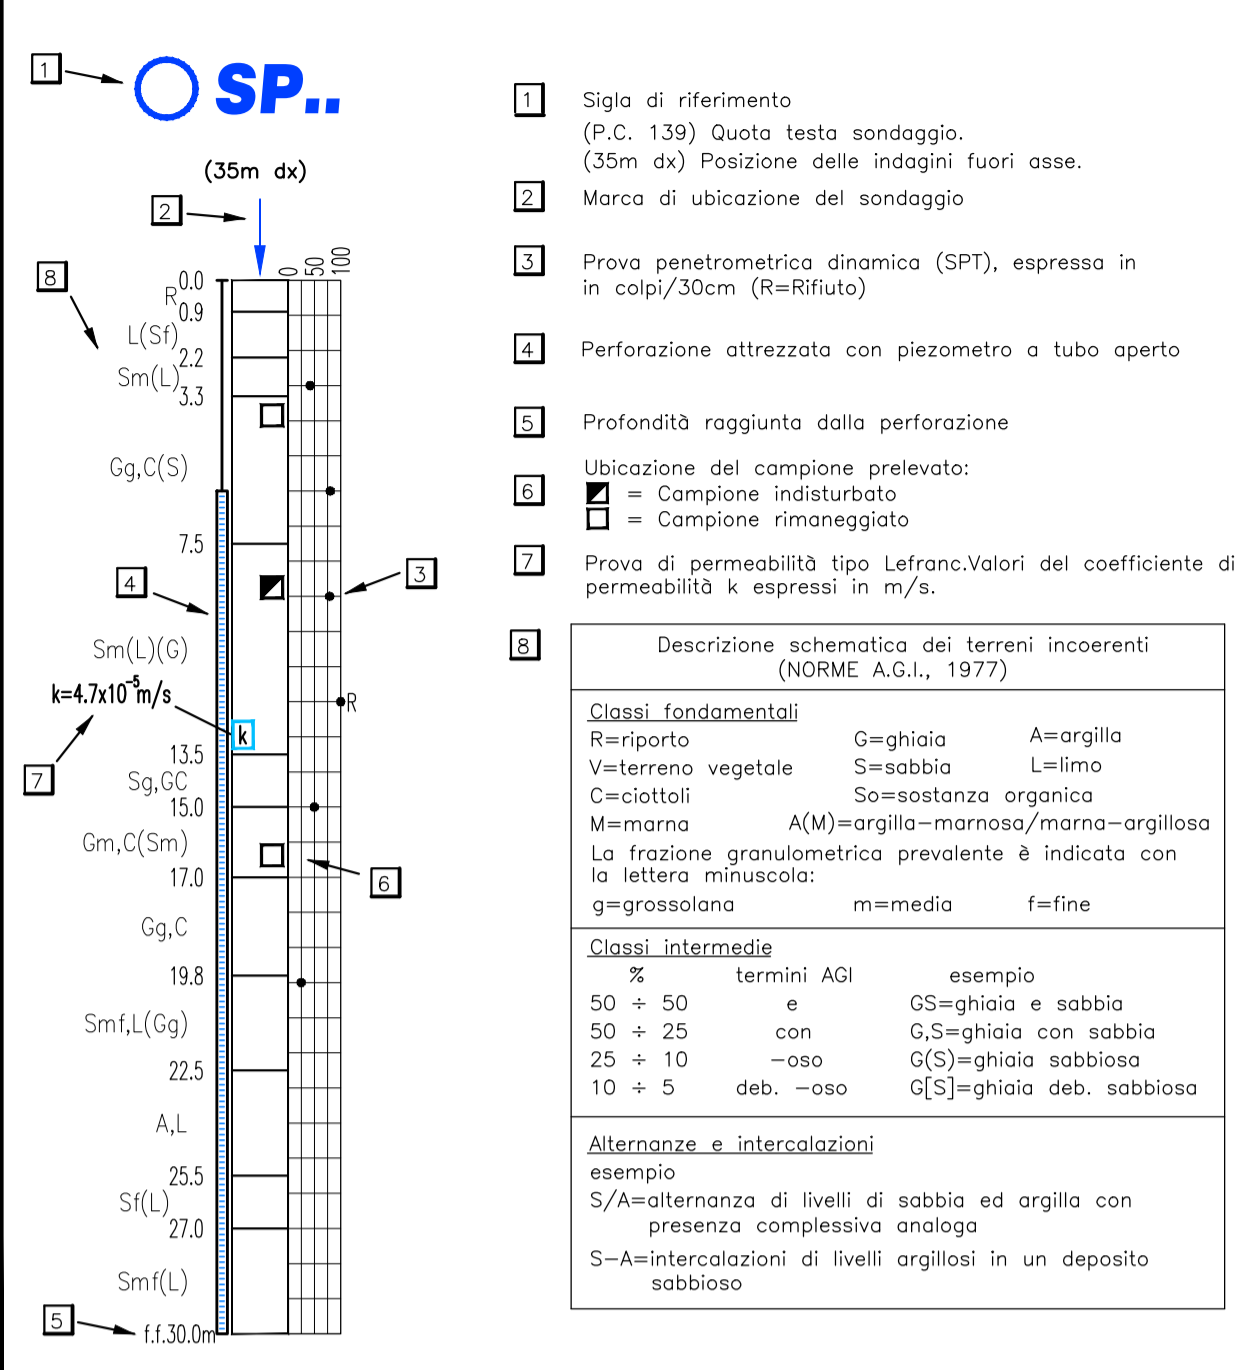 1
SP..
(35m dx)
2
8
0 50 100
0.0
R
0.9
L(Sf)
2.2
Sm(L)
3.3
Gg,C(S)
7.5
4
3
Sm(L)(G)
k=4.7x10⁻⁵m/s
R
k
13.5
7
Sg,GC
15.0
Gm,C(Sm)
6
17.0
Gg,C
19.8
Smf,L(Gg)
22.5
A,L
25.5
Sf(L)
27.0
Smf(L)
5
f.f.30.0m
1 Sigla di riferimento
(P.C. 139) Quota testa sondaggio.
(35m dx) Posizione delle indagini fuori asse.
2 Marca di ubicazione del sondaggio
3 Prova penetrometrica dinamica (SPT), espressa in
in colpi/30cm (R=Rifiuto)
4 Perforazione attrezzata con piezometro a tubo aperto
5 Profondità raggiunta dalla perforazione
Ubicazione del campione prelevato:
6 = Campione indisturbato
= Campione rimaneggiato
7 Prova di permeabilità tipo Lefranc.Valori del coefficiente di
permeabilità k espressi in m/s.
8 Descrizione schematica dei terreni incoerenti
(NORME A.G.I., 1977)
Classi fondamentali
R=riporto G=ghiaia A=argilla
V=terreno vegetale S=sabbia L=limo
C=ciottoli So=sostanza organica
M=marna A(M)=argilla-marnosa/marna-argillosa
La frazione granulometrica prevalente è indicata con
la lettera minuscola:
g=grossolana m=media f=fine
Classi intermedie
% termini AGI esempio
50 ÷ 50 e GS=ghiaia e sabbia
50 ÷ 25 con G,S=ghiaia con sabbia
25 ÷ 10 -oso G(S)=ghiaia sabbiosa
10 ÷ 5 deb. -oso G[S]=ghiaia deb. sabbiosa
Alternanze e intercalazioni
esempio
S/A=alternanza di livelli di sabbia ed argilla con
presenza complessiva analoga
S-A=intercalazioni di livelli argillosi in un deposito
sabbioso